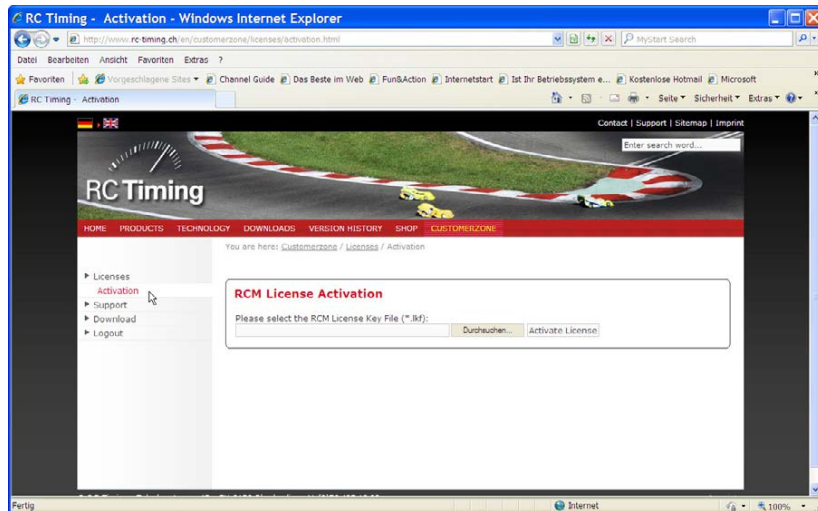 RC Timing - Activation - Windows Internet Explorer
http://www.rc-timing.ch/en/customerzone/licenses/activation.html
MyStart Search
Datei Bearbeiten Ansicht Favoriten Extras ?
Favoriten Vorgeschlagene Sites Channel Guide Das Beste im Web Fun&Action Internetstart Ist Ihr Betriebssystem e... Kostenlose Hotmail Microsoft
RC Timing - Activation
Seite Sicherheit Extras
Contact | Support | Sitemap | Imprint
Enter search word...
RC Timing
HOME PRODUCTS TECHNOLOGY DOWNLOADS VERSION HISTORY SHOP CUSTOMERZONE
You are here: Customerzone / Licenses / Activation
Licenses
Activation
Support
Download
Logout
RCM License Activation
Please select the RCM License Key File (*.lkf):
Durchsuchen... Activate License
Fertig
Internet
100%